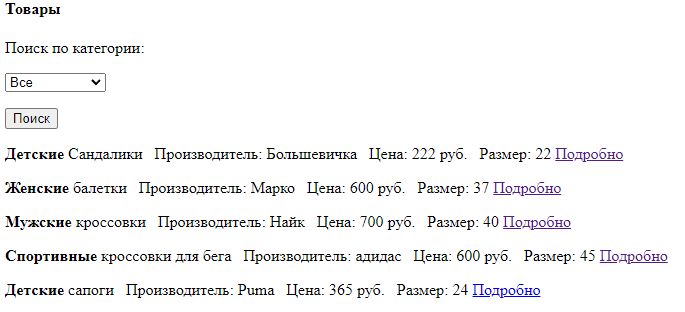 Товары
Поиск по категории:
Все
Поиск
Детские Сандалики Производитель: Большевичка Цена: 222 руб. Размер: 22 Подробно
Женские балетки Производитель: Марко Цена: 600 руб. Размер: 37 Подробно
Мужские кроссовки Производитель: Найк Цена: 700 руб. Размер: 40 Подробно
Спортивные кроссовки для бега Производитель: адидас Цена: 600 руб. Размер: 45 Подробно
Детские сапоги Производитель: Puma Цена: 365 руб. Размер: 24 Подробно